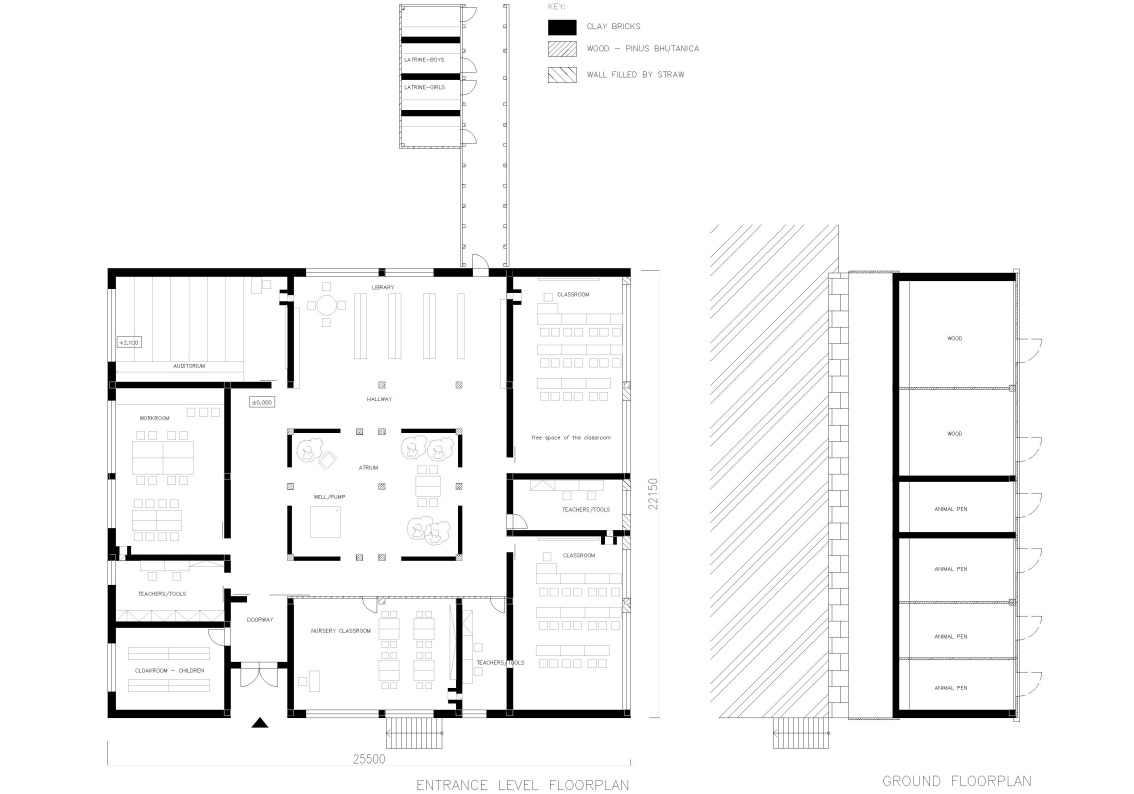 KEY:
CLAY BRICKS
WOOD – PINUS BHUTANICA
WALL FILLED BY STRAW
LATRINE-BOYS
LATRINE-GIRLS
LIBRARY
CLASSROOM
+2,100
AUDITORIUM
±0,000
HALLWAY
WORKROOM
free space of the classroom
ATRIUM
WELL/PUMP
TEACHERS/TOOLS
CLASSROOM
TEACHERS/TOOLS
DOORWAY
NURSERY CLASSROOM
TEACHERS/TOOLS
CLOAKROOM – CHILDREN
22150
25500
ENTRANCE LEVEL FLOORPLAN
WOOD
WOOD
ANIMAL PEN
ANIMAL PEN
ANIMAL PEN
ANIMAL PEN
GROUND FLOORPLAN